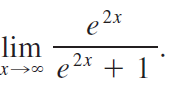 lim x→∞ e^{2x} / (e^{2x} + 1).